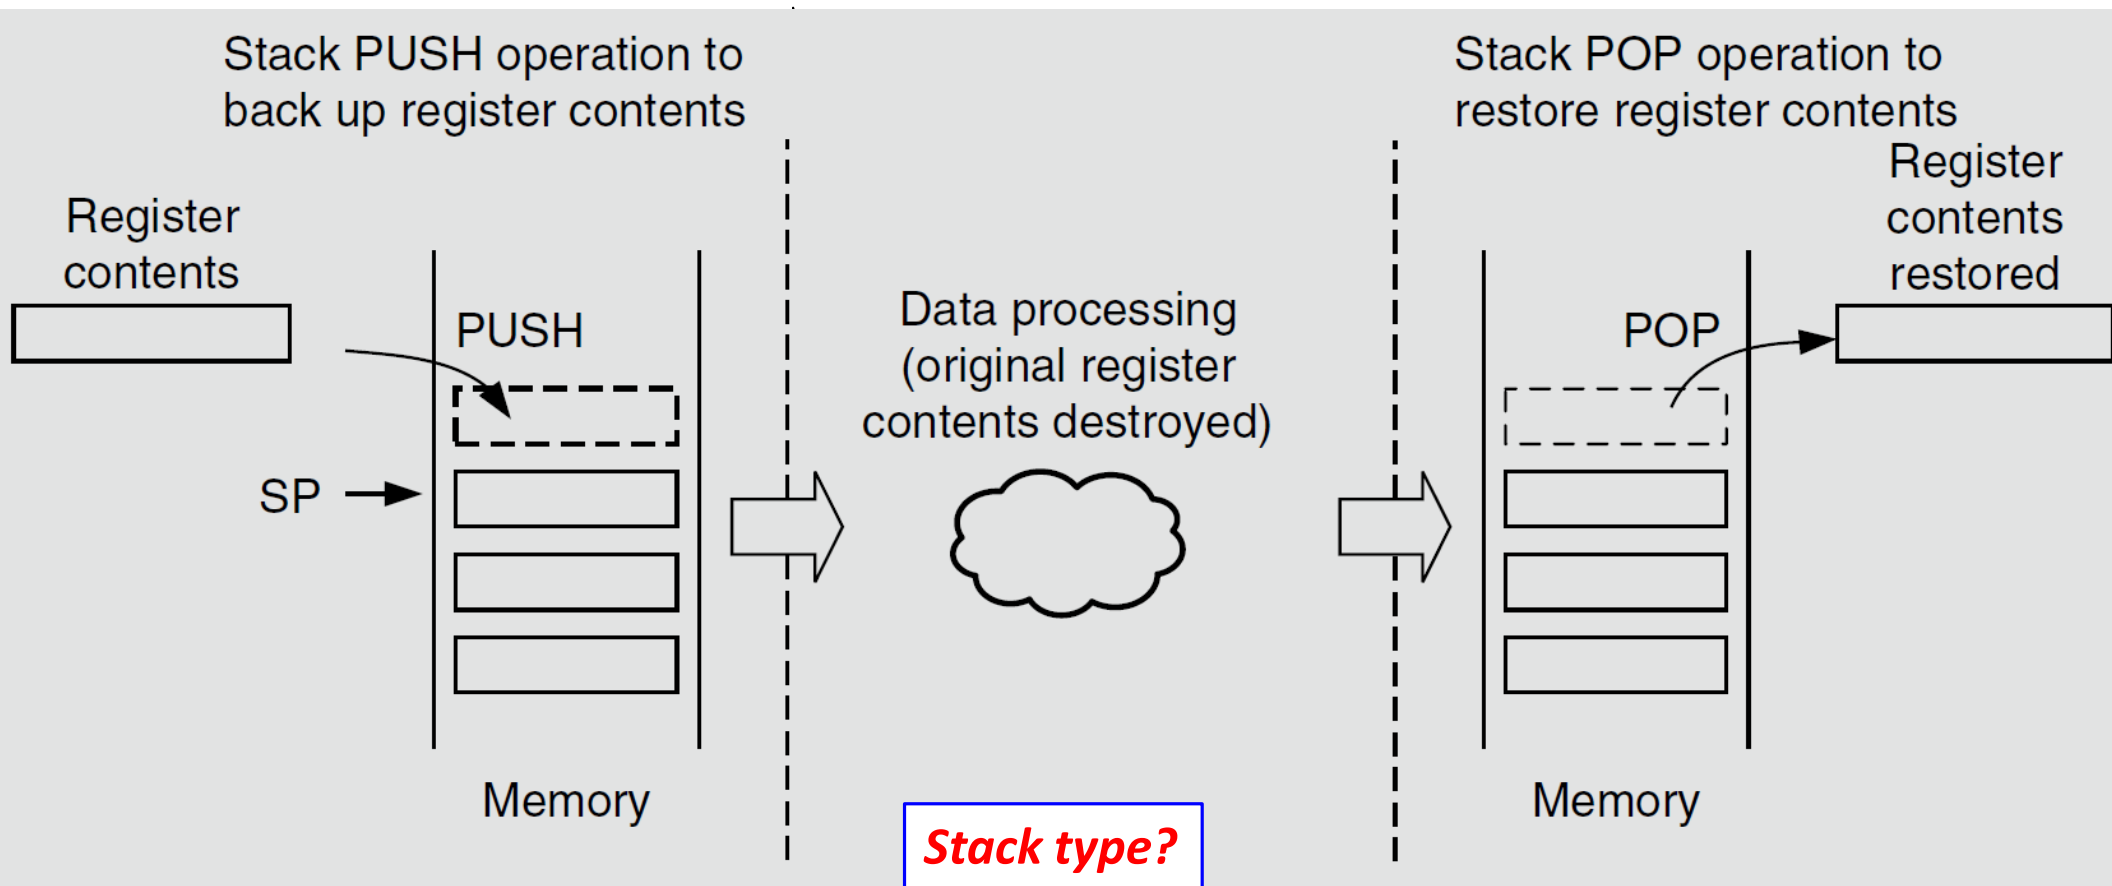 Stack PUSH operation to
back up register contents
Stack POP operation to
restore register contents
Register
contents
PUSH
SP
Memory
Data processing
(original register
contents destroyed)
Register
contents
restored
POP
Memory
Stack type?